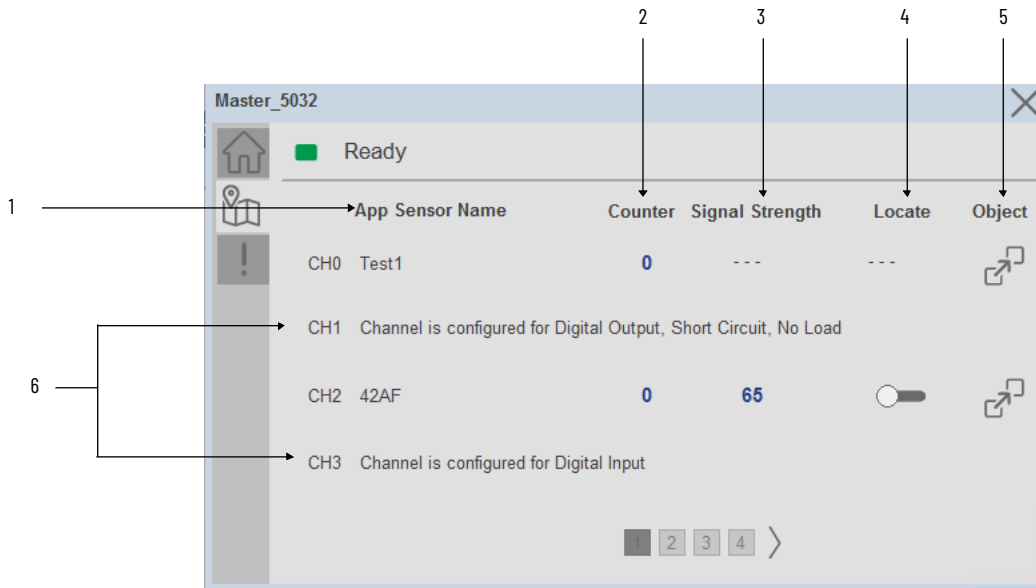 2 3 4 5
Master_5032
Ready
1
App Sensor Name Counter Signal Strength Locate Object
CH0 Test1 0 --- ---
CH1 Channel is configured for Digital Output, Short Circuit, No Load
6
CH2 42AF 0 65
CH3 Channel is configured for Digital Input
1 2 3 4